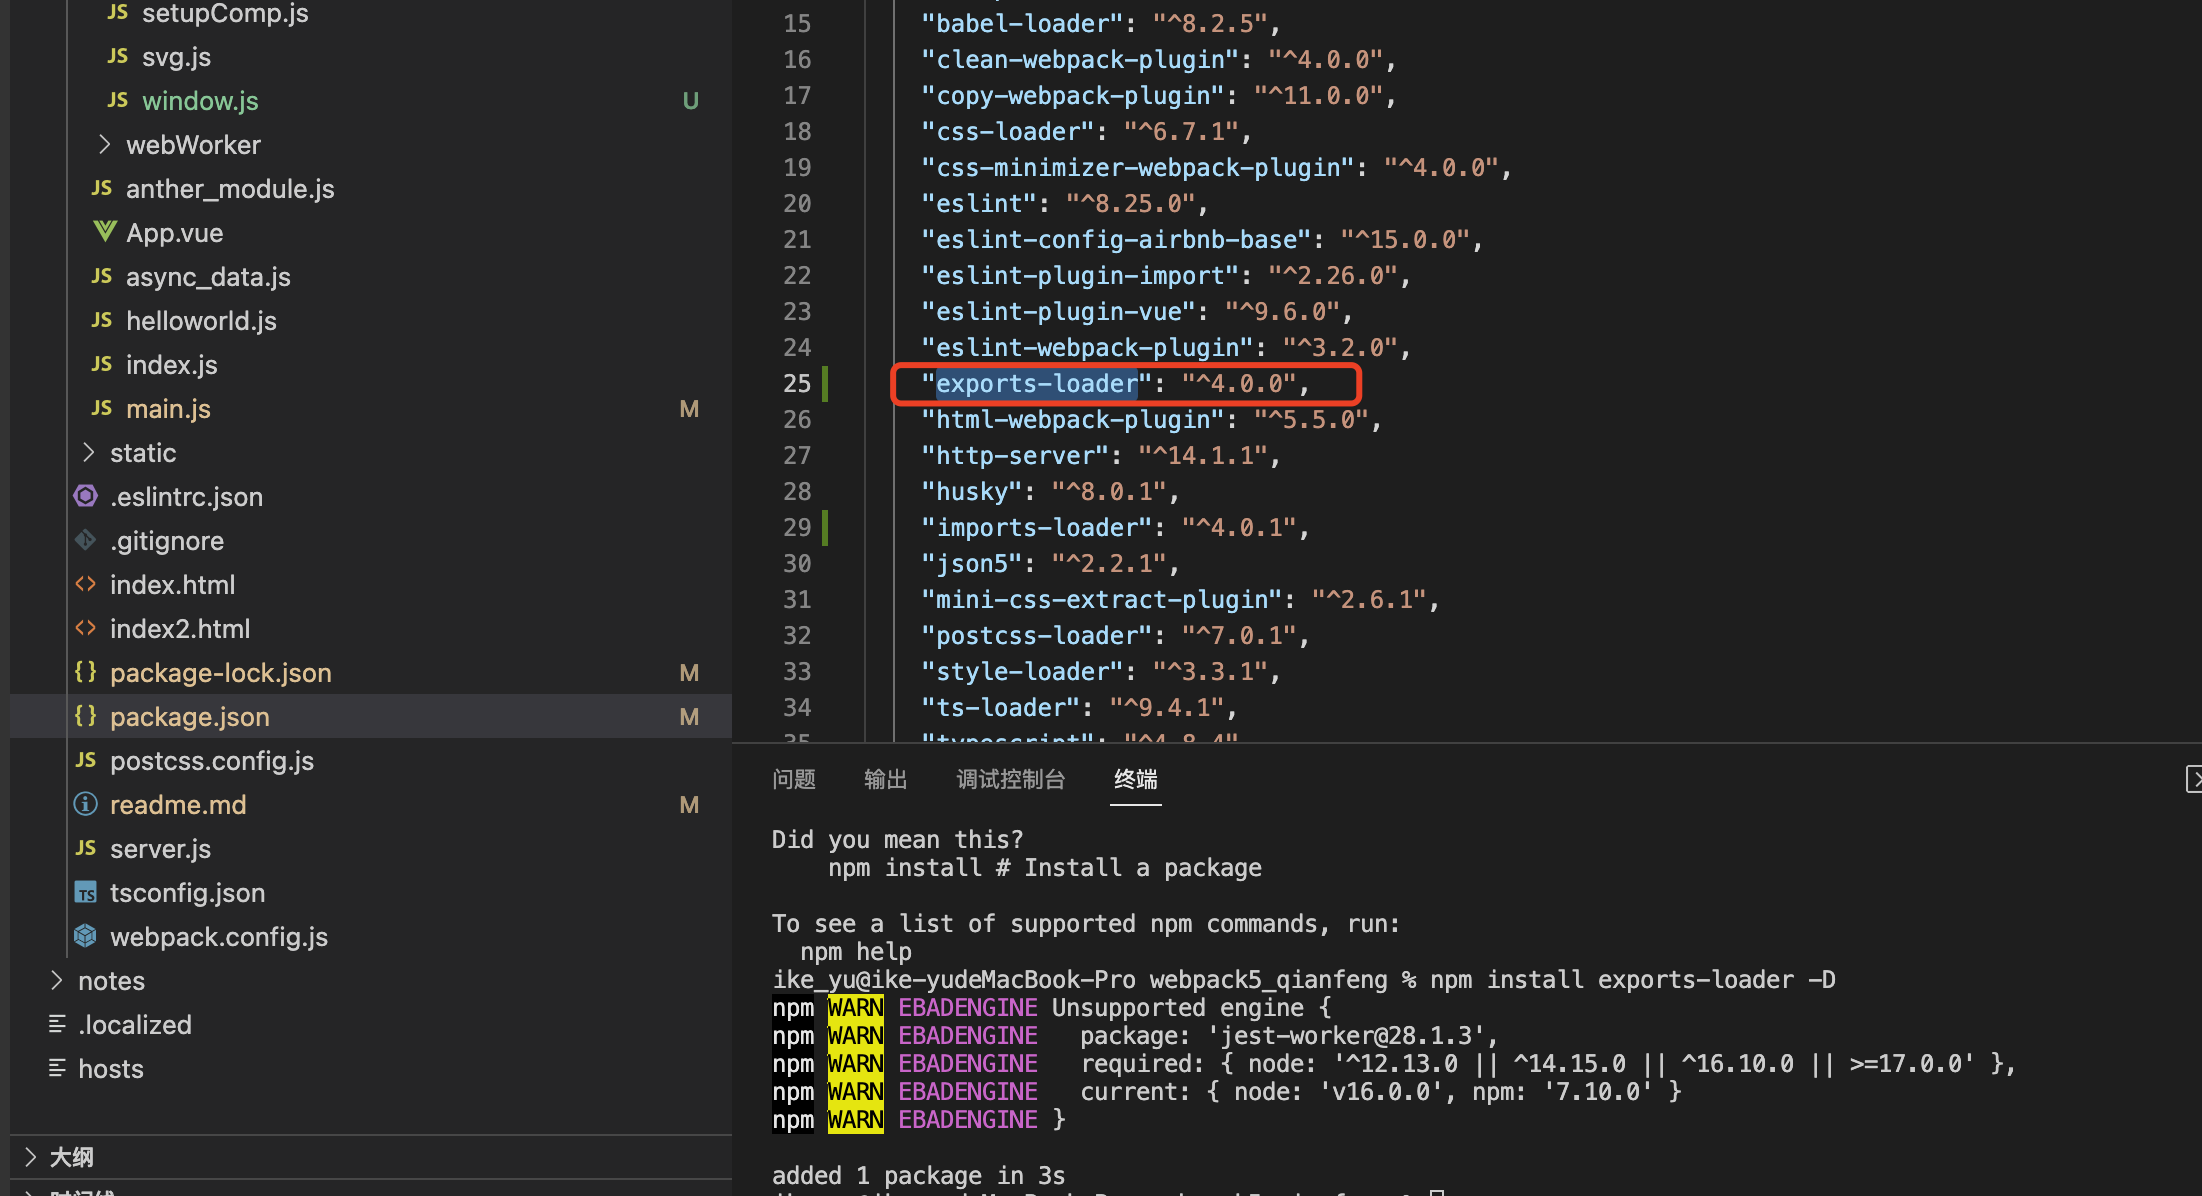 JS setupComp.js
JS svg.js
JS window.js U
webWorker
JS anther_module.js
App.vue
JS async_data.js
JS helloworld.js
JS index.js
JS main.js M
static
.eslintrc.json
.gitignore
<> index.html
<> index2.html
{} package-lock.json M
{} package.json M
JS postcss.config.js
readme.md M
JS server.js
TS tsconfig.json
webpack.config.js
notes
.localized
hosts
大纲
时间线
15 "babel-loader": "^8.2.5",
16 "clean-webpack-plugin": "^4.0.0",
17 "copy-webpack-plugin": "^11.0.0",
18 "css-loader": "^6.7.1",
19 "css-minimizer-webpack-plugin": "^4.0.0",
20 "eslint": "^8.25.0",
21 "eslint-config-airbnb-base": "^15.0.0",
22 "eslint-plugin-import": "^2.26.0",
23 "eslint-plugin-vue": "^9.6.0",
24 "eslint-webpack-plugin": "^3.2.0",
25 "exports-loader": "^4.0.0",
26 "html-webpack-plugin": "^5.5.0",
27 "http-server": "^14.1.1",
28 "husky": "^8.0.1",
29 "imports-loader": "^4.0.1",
30 "json5": "^2.2.1",
31 "mini-css-extract-plugin": "^2.6.1",
32 "postcss-loader": "^7.0.1",
33 "style-loader": "^3.3.1",
34 "ts-loader": "^9.4.1",
35 "typescript": "^4.8.4"
问题 输出 调试控制台 终端
Did you mean this?
npm install # Install a package
To see a list of supported npm commands, run:
npm help
ike_yu@ike-yudeMacBook-Pro webpack5_qianfeng % npm install exports-loader -D
npm WARN EBADENGINE Unsupported engine {
npm WARN EBADENGINE package: 'jest-worker@28.1.3',
npm WARN EBADENGINE required: { node: '^12.13.0 || ^14.15.0 || ^16.10.0 || >=17.0.0' },
npm WARN EBADENGINE current: { node: 'v16.0.0', npm: '7.10.0' }
npm WARN EBADENGINE }
added 1 package in 3s